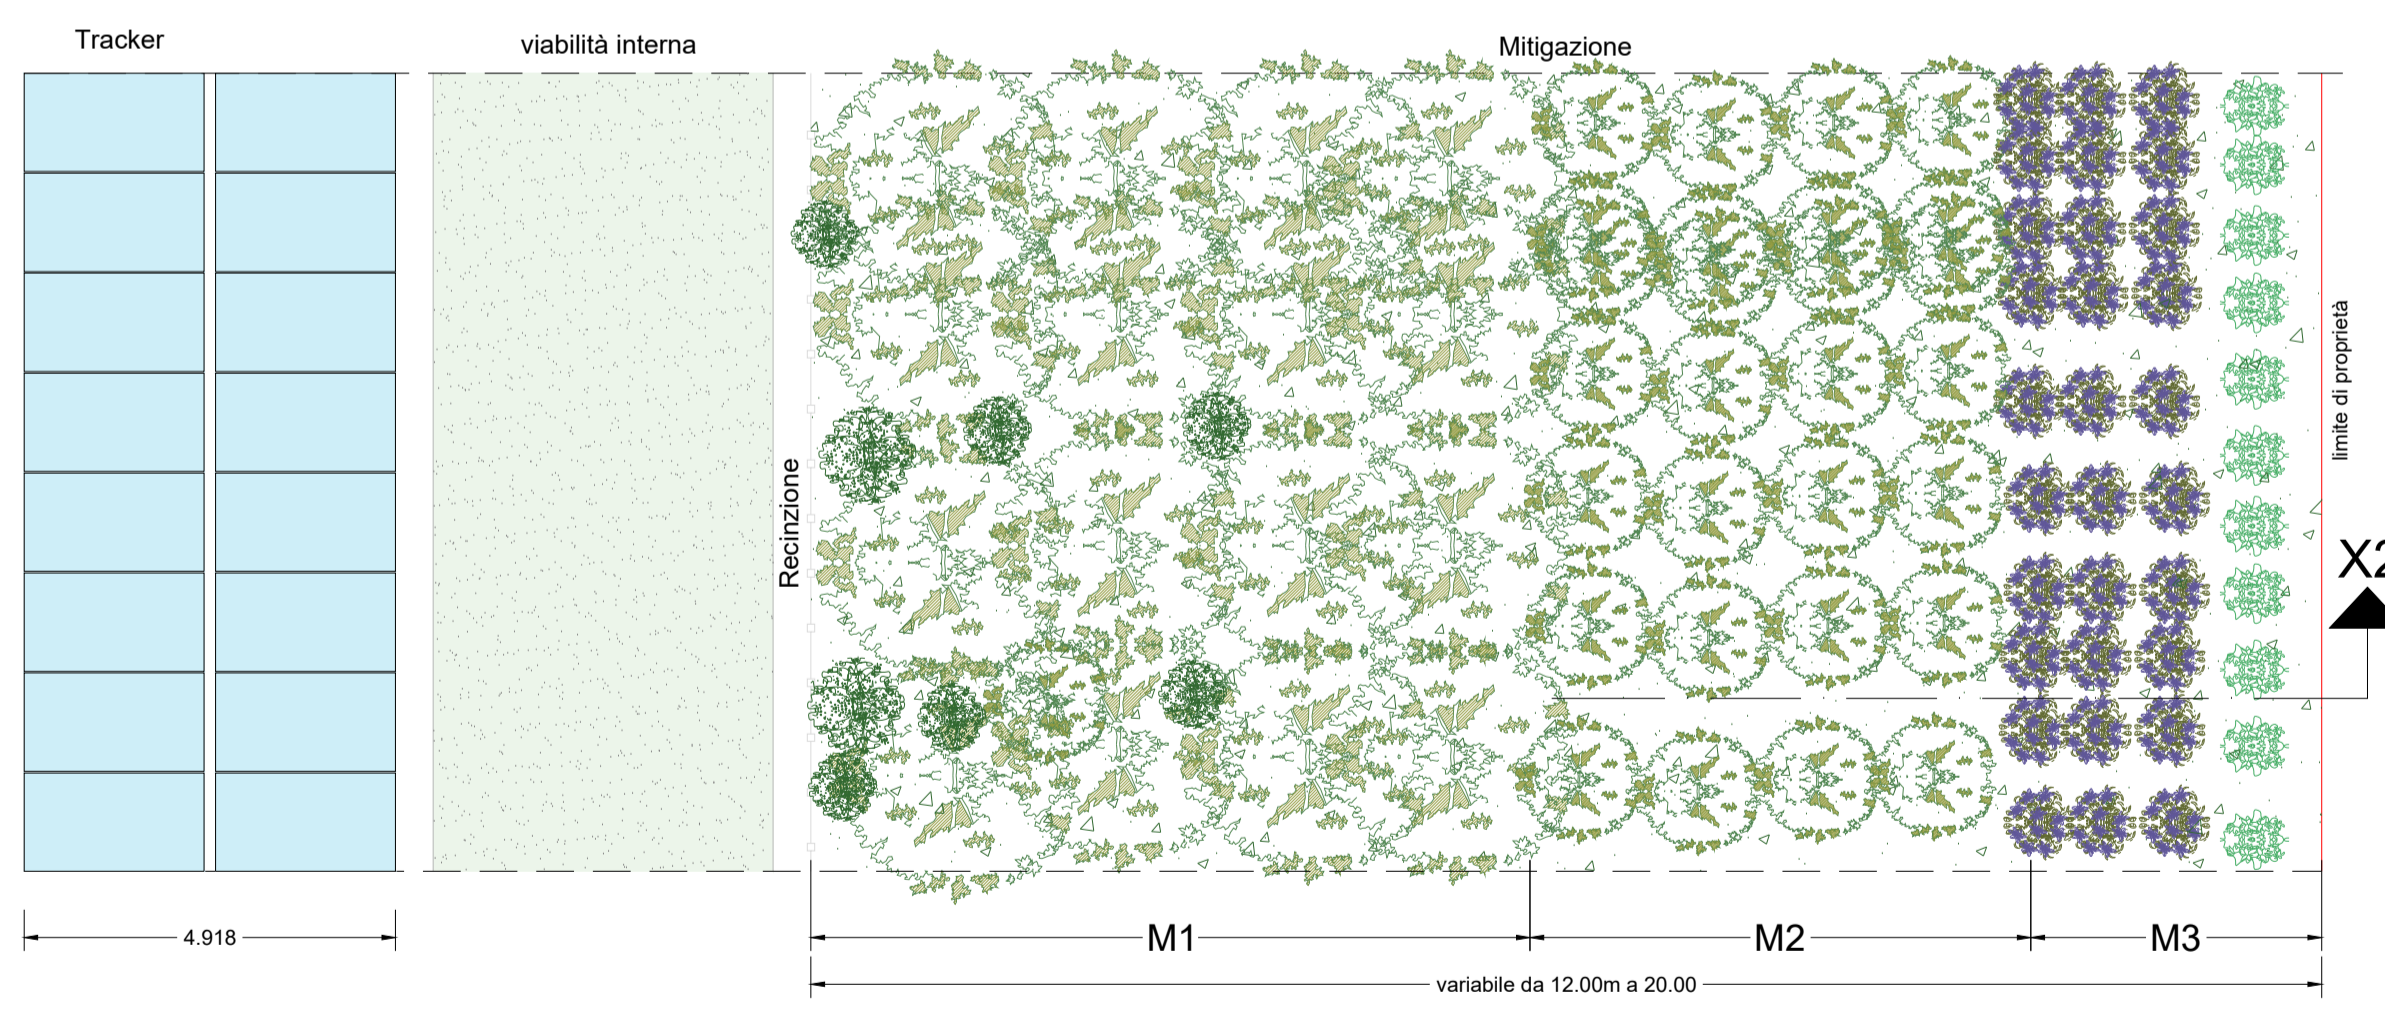 Tracker
viabilità interna
Mitigazione
Recinzione
limite di proprietà
X2
4.918
M1
M2
M3
variabile da 12.00m a 20.00